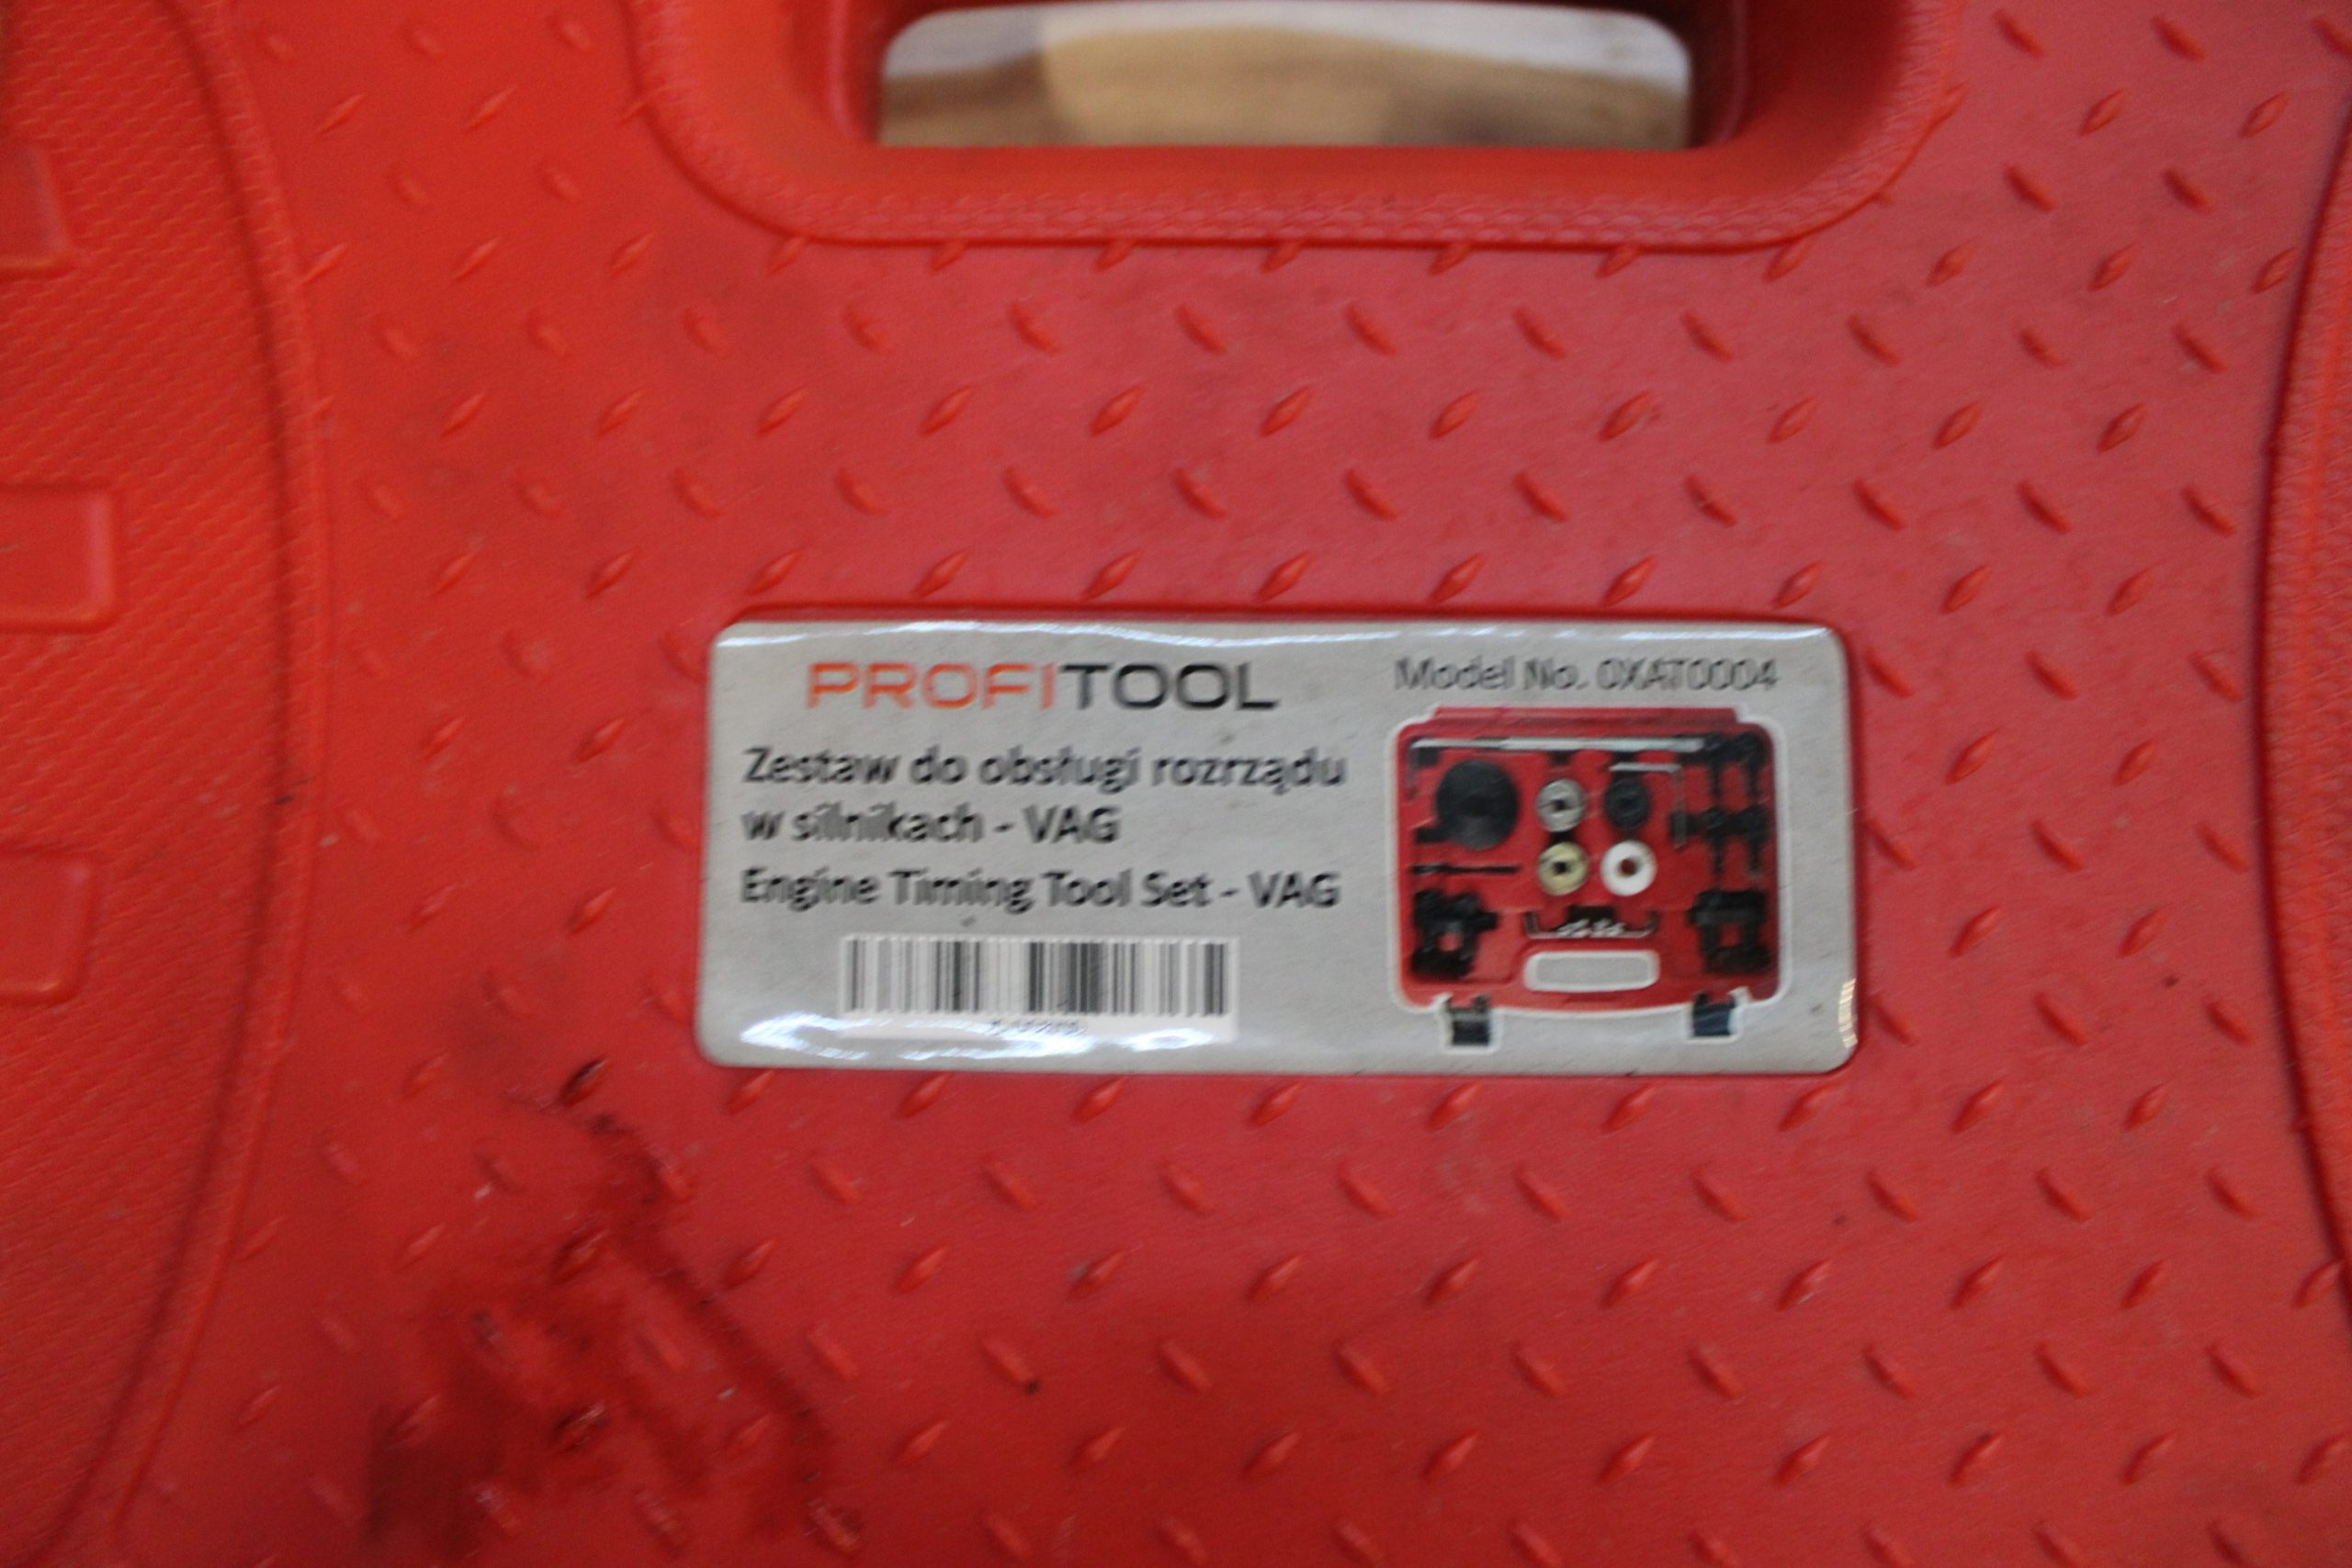 PROFITOOL
Model No. 0XAT0004
Zestaw do obsługi rozrządu
w silnikach - VAG
Engine Timing Tool Set - VAG